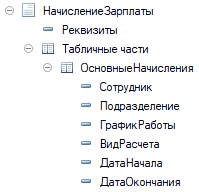 НачислениеЗарплаты
Реквизиты
Табличные части
ОсновныеНачисления
Сотрудник
Подразделение
ГрафикРаботы
ВидРасчета
ДатаНачала
ДатаОкончания